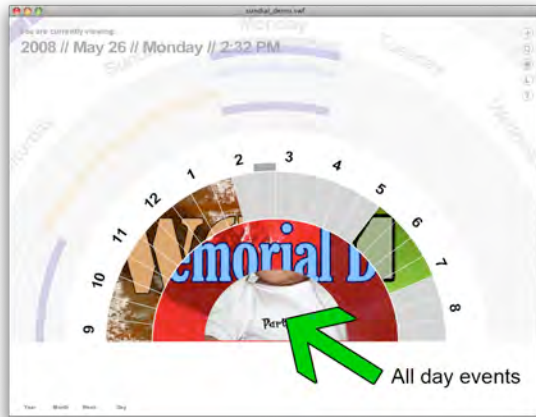 sundial_demo.swf
You are currently viewing:
2008 // May 26 // Monday // 2:32 PM
Sunday
Monday
Tuesday
9
10
11
12
1
2
3
4
5
6
7
8
emorial D
Part
All day events
Year Month Week Day